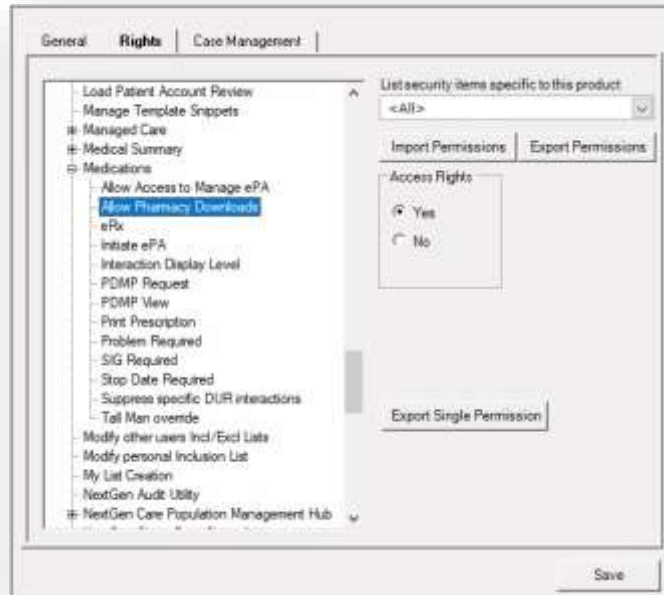 General Rights Case Management
Load Patient Account Review
Manage Template Snippets
Managed Care
Medical Summary
Medications
Allow Access to Manage ePA
Allow Pharmacy Downloads
eRx
Initiate ePA
Interaction Display Level
PDMP Request
PDMP View
Print Prescription
Problem Required
SIG Required
Stop Date Required
Suppress specific DUR interactions
Tall Man override
Modify other users Incl/Excl Lists
Modify personal Inclusion List
My List Creation
NextGen Audit Utility
NextGen Care Population Management Hub
List security items specific to this product
<All>
Import Permissions Export Permissions
Access Rights
Yes
No
Export Single Permission
Save